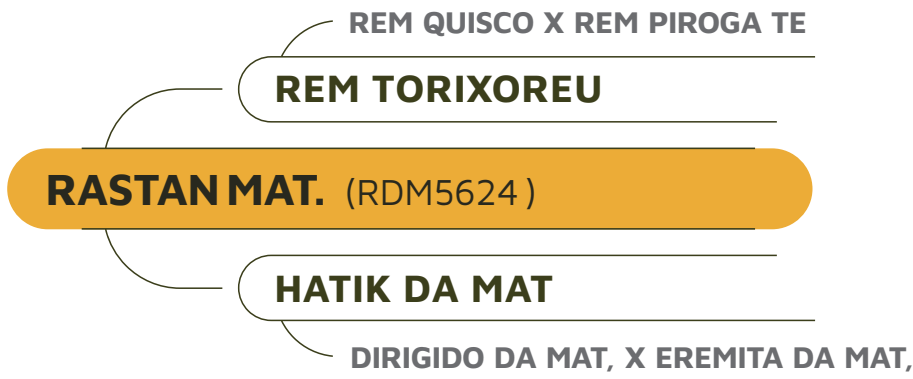 REM QUISCO X REM PIROGA TE
REM TORIXOREU
RASTAN MAT. (RDM5624)
HATIK DA MAT
DIRIGIDO DA MAT, X EREMITA DA MAT,